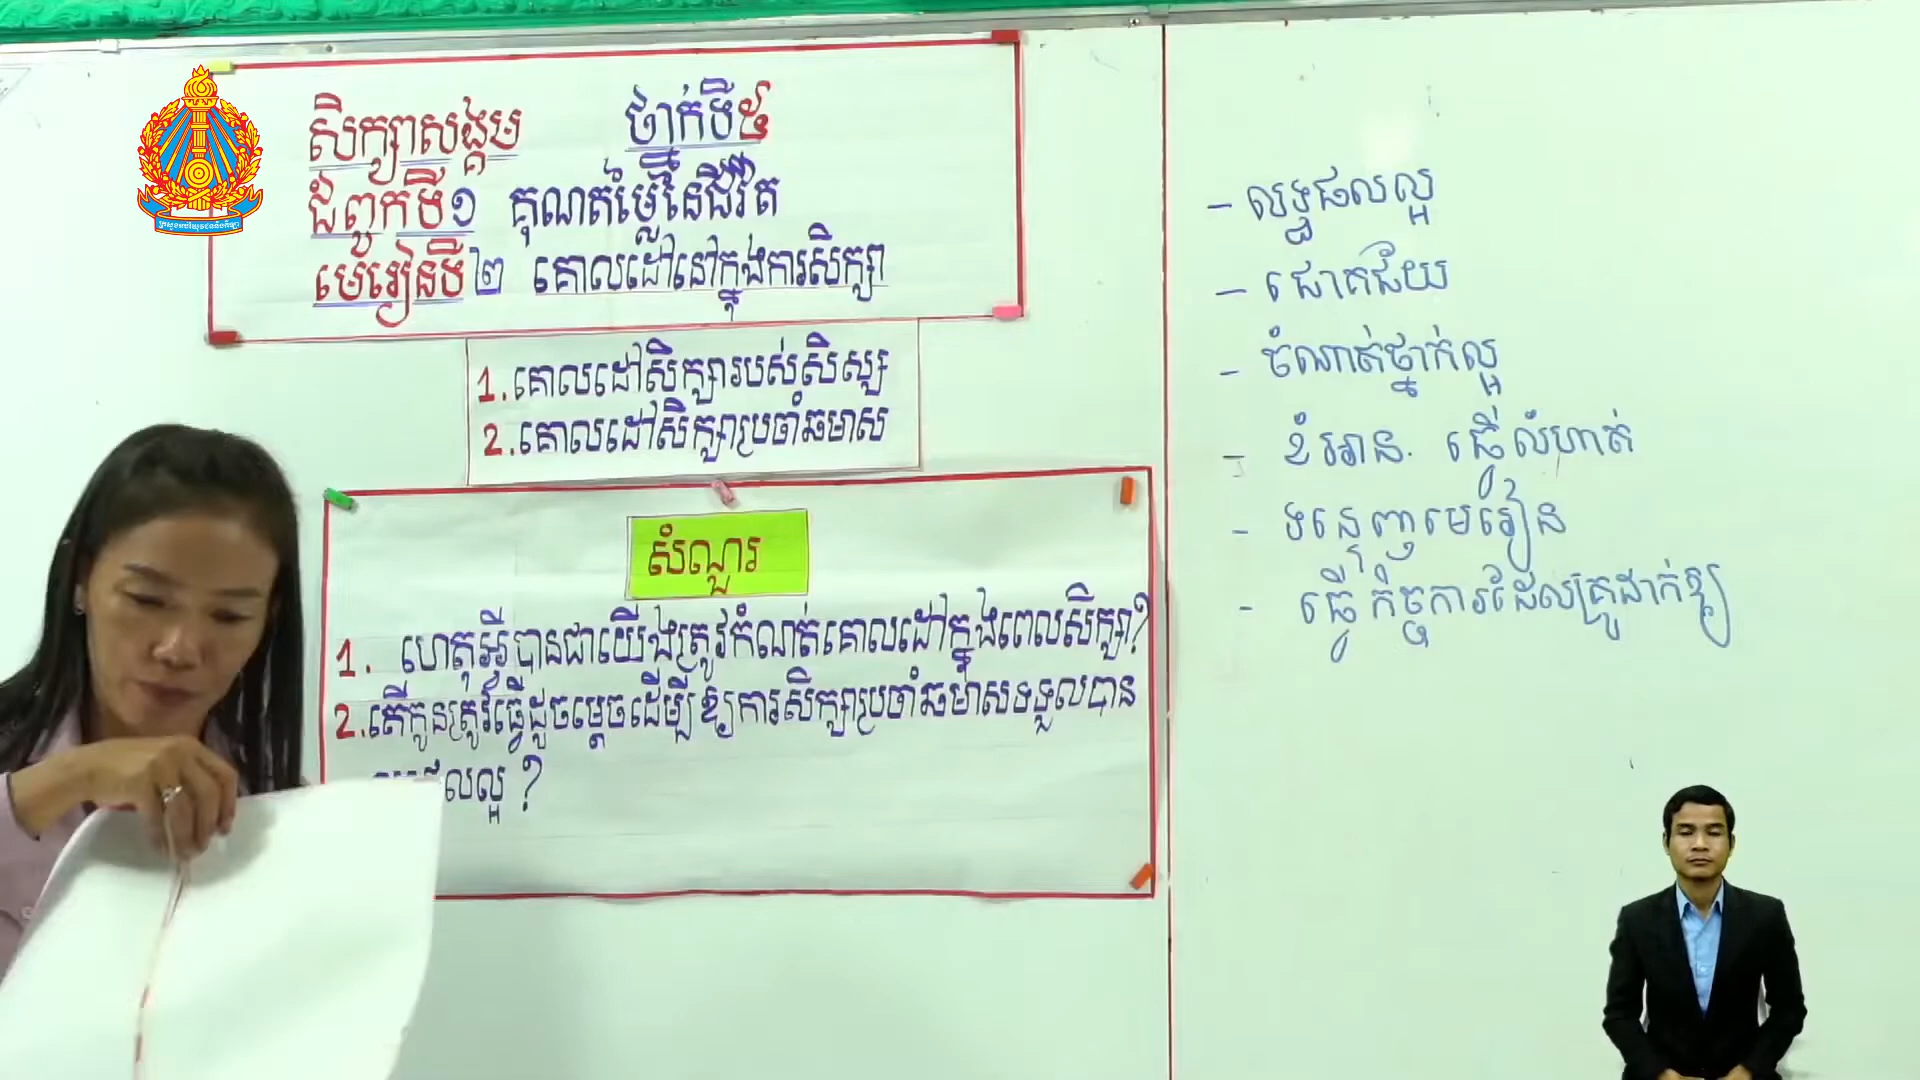 សិក្សាសង្គម ថ្នាក់ទី៥
ជំពូកទី១ គុណតម្លៃនៃជីវិត
មេរៀនទី២ គោលដៅនៅក្នុងការសិក្សា
1.គោលដៅសិក្សារបស់សិស្ស
2.គោលដៅសិក្សាប្រចាំឆមាស
សំណួរ
1. ហេតុអ្វីបានជាយើងត្រូវកំណត់គោលដៅក្នុងពេលសិក្សា?
2.តើកូនត្រូវធ្វើដូចម្ដេចដើម្បីឱ្យការសិក្សាប្រចាំឆមាសទទួលបាន
ផលល្អ ?
- លទ្ធផលល្អ
- ជោគជ័យ
- ចំណាត់ថ្នាក់ល្អ
- ខំអាន. ធ្វើលំហាត់
- ទន្ទេញមេរៀន
- ធ្វើកិច្ចការដែលគ្រូដាក់ឱ្យ